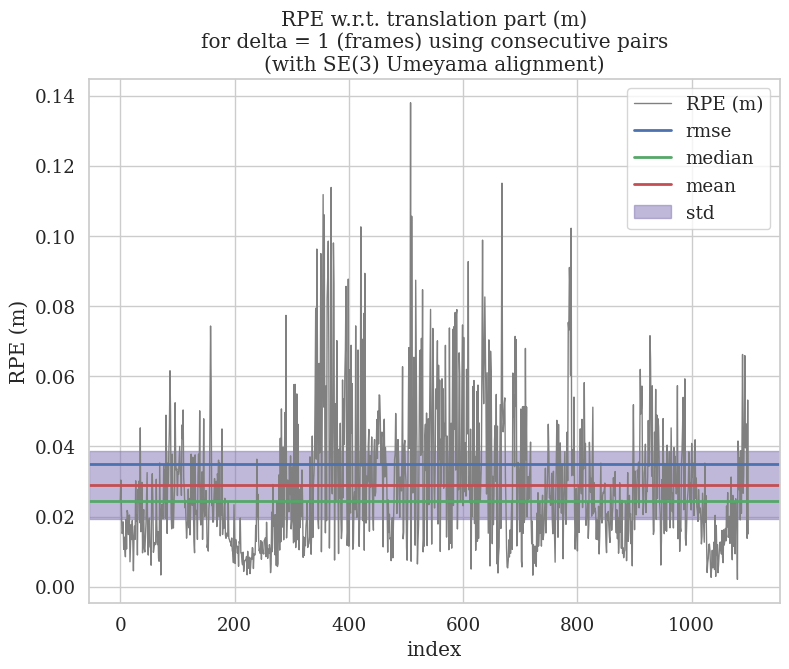 RPE w.r.t. translation part (m)
for delta = 1 (frames) using consecutive pairs
(with SE(3) Umeyama alignment)
RPE (m)
rmse
median
mean
std
RPE (m)
0.14
0.12
0.10
0.08
0.06
0.04
0.02
0.00
0
200
400
600
800
1000
index